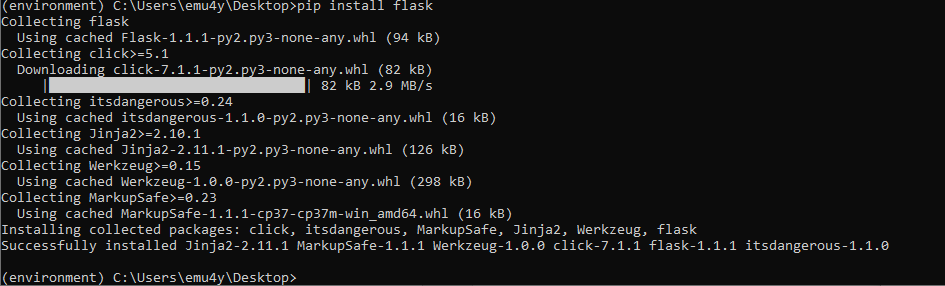 (environment) C:\Users\emu4y\Desktop>pip install flask
Collecting flask
  Using cached Flask-1.1.1-py2.py3-none-any.whl (94 kB)
Collecting click>=5.1
  Downloading click-7.1.1-py2.py3-none-any.whl (82 kB)
     |████████████████████████████████| 82 kB 2.9 MB/s
Collecting itsdangerous>=0.24
  Using cached itsdangerous-1.1.0-py2.py3-none-any.whl (16 kB)
Collecting Jinja2>=2.10.1
  Using cached Jinja2-2.11.1-py2.py3-none-any.whl (126 kB)
Collecting Werkzeug>=0.15
  Using cached Werkzeug-1.0.0-py2.py3-none-any.whl (298 kB)
Collecting MarkupSafe>=0.23
  Using cached MarkupSafe-1.1.1-cp37-cp37m-win_amd64.whl (16 kB)
Installing collected packages: click, itsdangerous, MarkupSafe, Jinja2, Werkzeug, flask
Successfully installed Jinja2-2.11.1 MarkupSafe-1.1.1 Werkzeug-1.0.0 click-7.1.1 flask-1.1.1 itsdangerous-1.1.0
(environment) C:\Users\emu4y\Desktop>